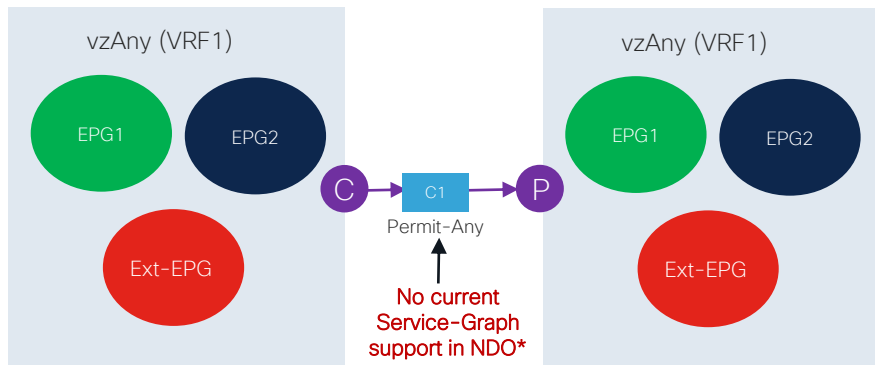 vzAny (VRF1)
EPG1
EPG2
Ext-EPG
C
C1
P
Permit-Any
No current
Service-Graph
support in NDO*
vzAny (VRF1)
EPG1
EPG2
Ext-EPG